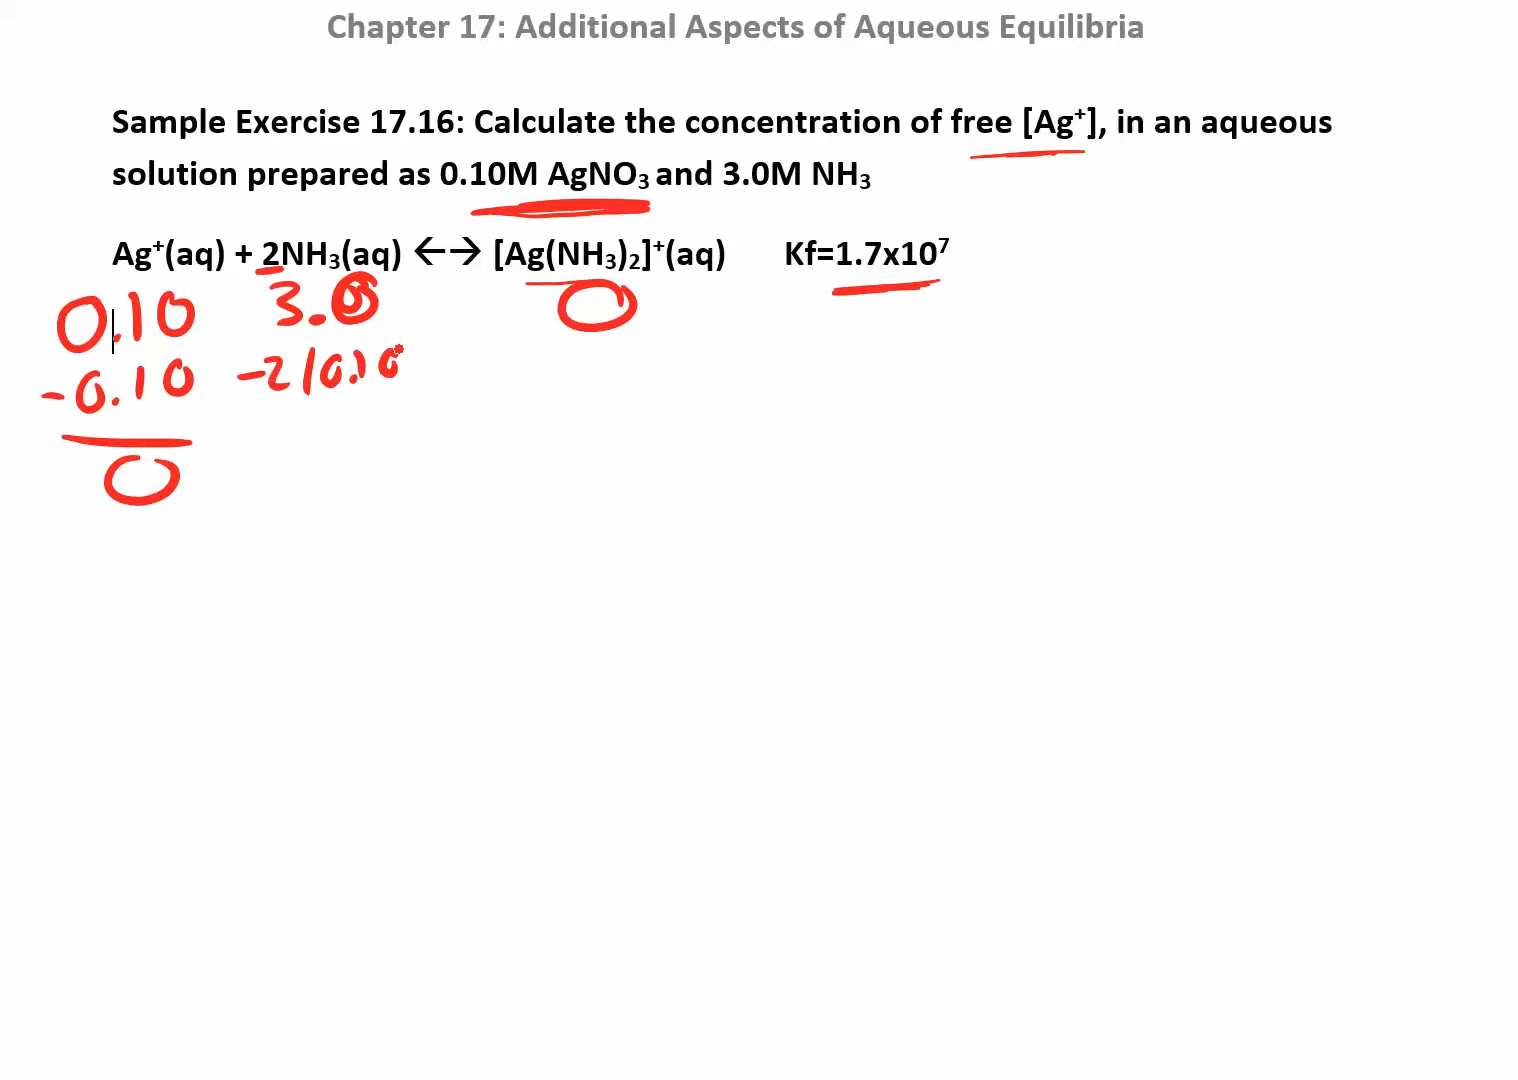 Chapter 17: Additional Aspects of Aqueous Equilibria
Sample Exercise 17.16: Calculate the concentration of free [Ag⁺], in an aqueous
solution prepared as 0.10M AgNO₃ and 3.0M NH₃
Ag⁺(aq) + 2NH₃(aq) ←→ [Ag(NH₃)₂]⁺(aq) Kf=1.7x10⁷
0.10 3.0 0
-0.10 -2(0.10
0